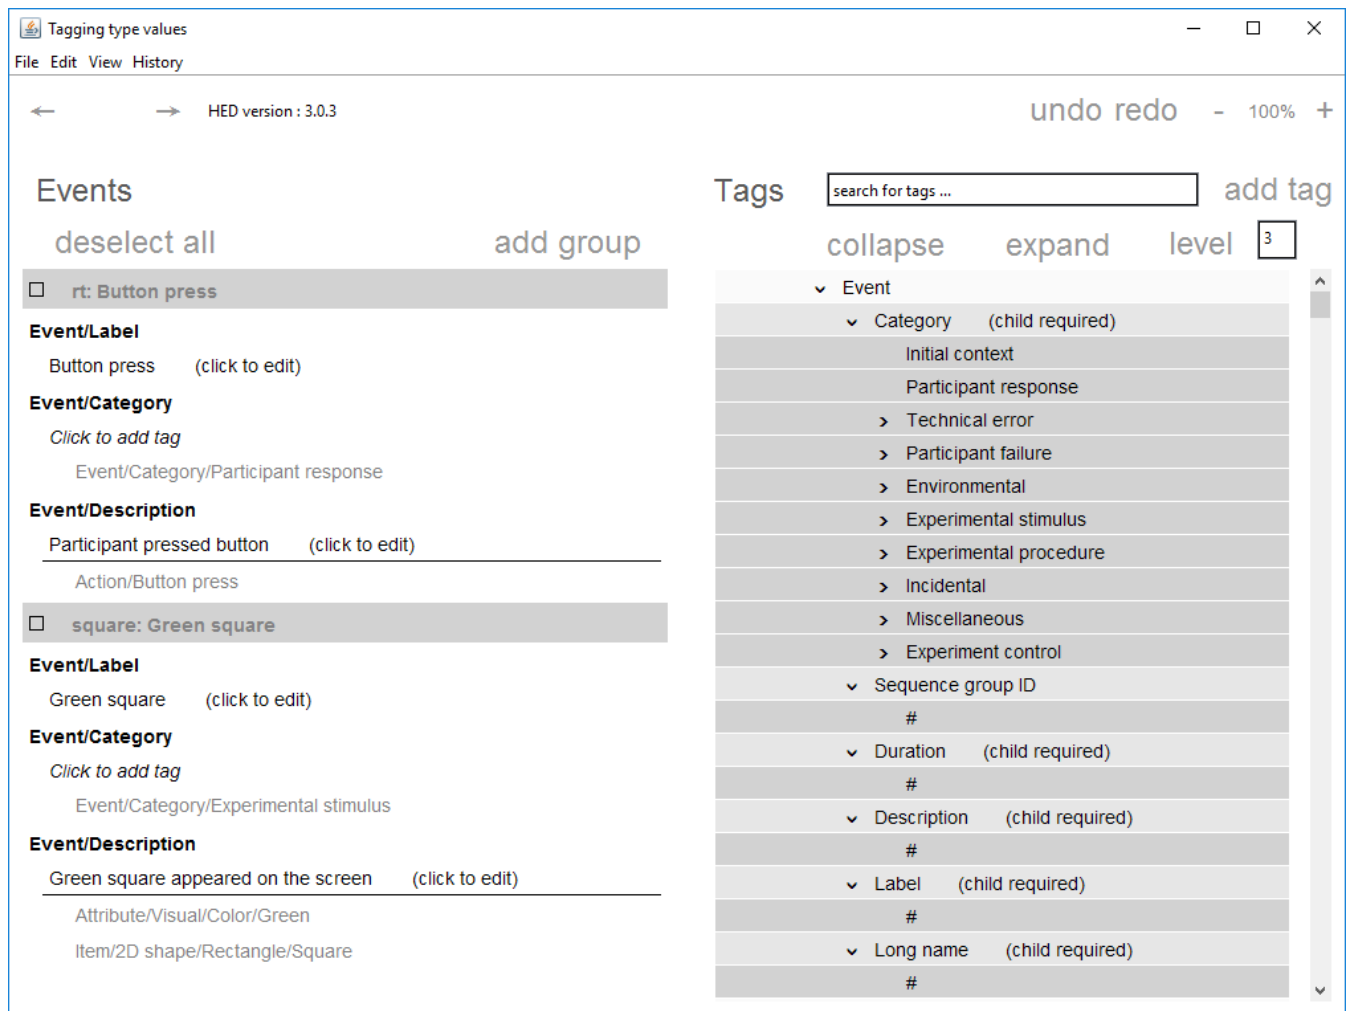 Tagging type values
File Edit View History
HED version : 3.0.3
undo redo - 100% +
Events
deselect all add group
rt: Button press
Event/Label
Button press (click to edit)
Event/Category
Click to add tag
Event/Category/Participant response
Event/Description
Participant pressed button (click to edit)
Action/Button press
square: Green square
Event/Label
Green square (click to edit)
Event/Category
Click to add tag
Event/Category/Experimental stimulus
Event/Description
Green square appeared on the screen (click to edit)
Attribute/Visual/Color/Green
Item/2D shape/Rectangle/Square
Tags search for tags ... add tag
collapse expand level 3
Event
Category (child required)
Initial context
Participant response
Technical error
Participant failure
Environmental
Experimental stimulus
Experimental procedure
Incidental
Miscellaneous
Experiment control
Sequence group ID
#
Duration (child required)
#
Description (child required)
#
Label (child required)
#
Long name (child required)
#